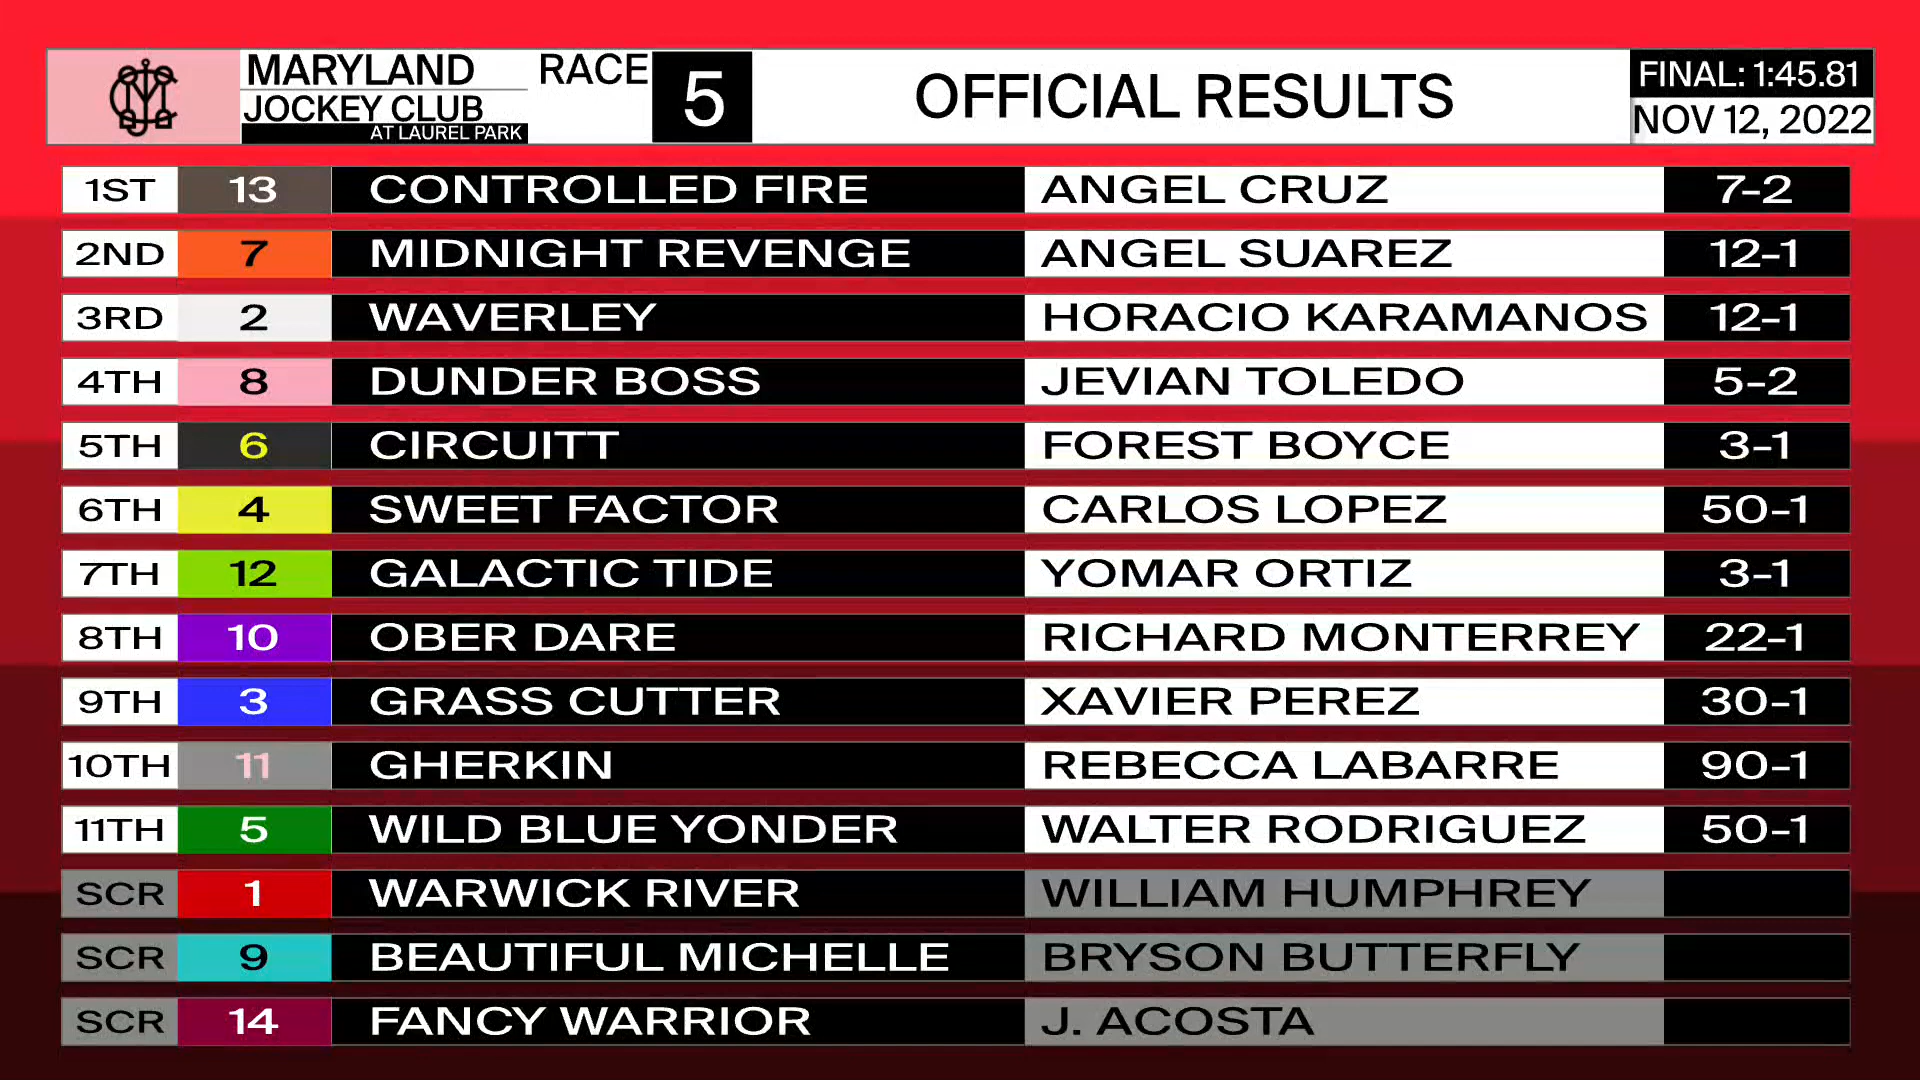 MARYLAND
JOCKEY CLUB
AT LAUREL PARK
RACE 5
OFFICIAL RESULTS
FINAL: 1:45.81
NOV 12, 2022
1ST 13 CONTROLLED FIRE ANGEL CRUZ 7-2
2ND 7 MIDNIGHT REVENGE ANGEL SUAREZ 12-1
3RD 2 WAVERLEY HORACIO KARAMANOS 12-1
4TH 8 DUNDER BOSS JEVIAN TOLEDO 5-2
5TH 6 CIRCUITT FOREST BOYCE 3-1
6TH 4 SWEET FACTOR CARLOS LOPEZ 50-1
7TH 12 GALACTIC TIDE YOMAR ORTIZ 3-1
8TH 10 OBER DARE RICHARD MONTERREY 22-1
9TH 3 GRASS CUTTER XAVIER PEREZ 30-1
10TH 11 GHERKIN REBECCA LABARRE 90-1
11TH 5 WILD BLUE YONDER WALTER RODRIGUEZ 50-1
SCR 1 WARWICK RIVER WILLIAM HUMPHREY
SCR 9 BEAUTIFUL MICHELLE BRYSON BUTTERFLY
SCR 14 FANCY WARRIOR J. ACOSTA